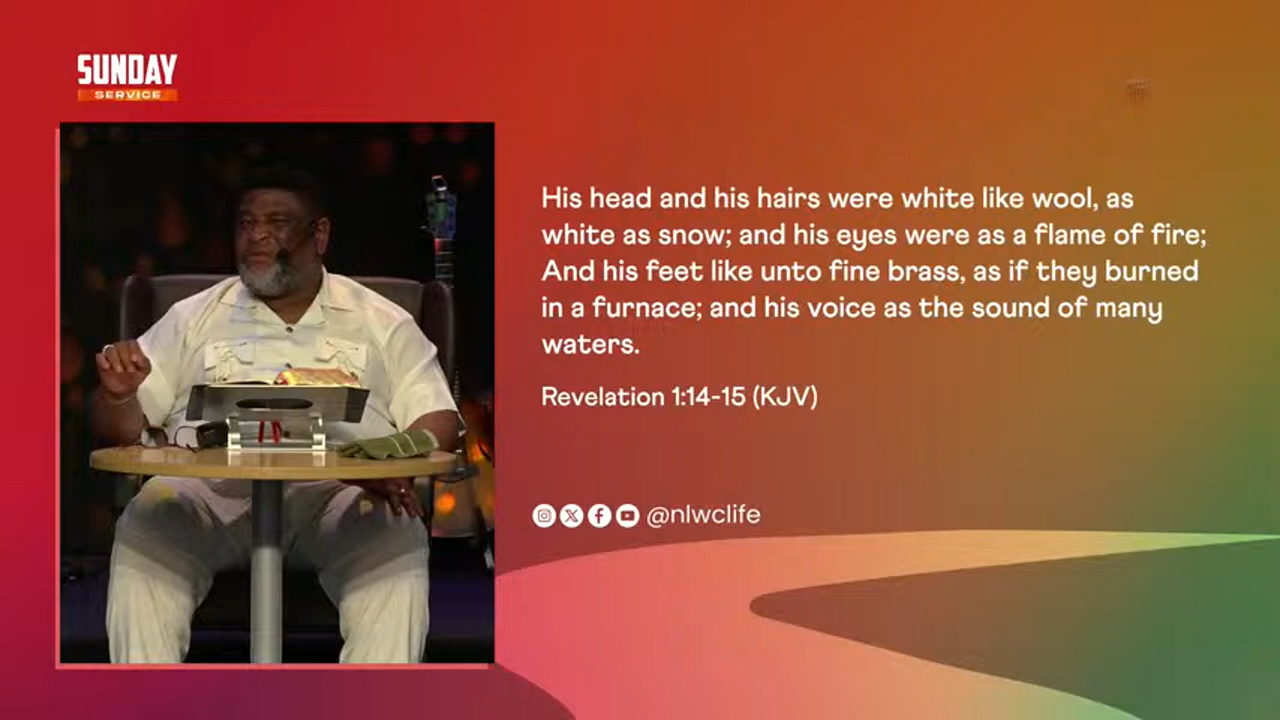 SUNDAY
SERVICE
His head and his hairs were white like wool, as
white as snow; and his eyes were as a flame of fire;
And his feet like unto fine brass, as if they burned
in a furnace; and his voice as the sound of many
waters.
Revelation 1:14-15 (KJV)
@nlwclife